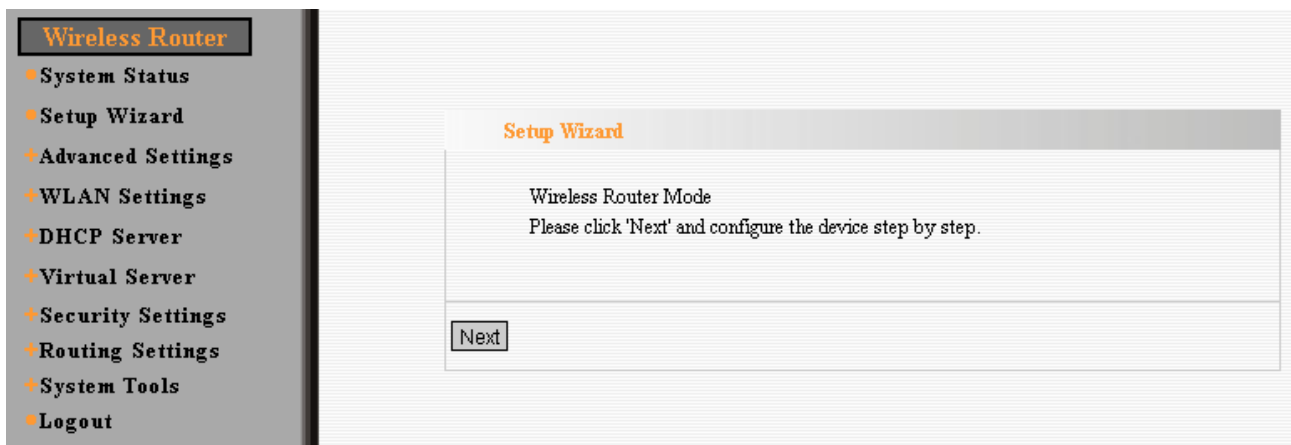 Wireless Router
System Status
Setup Wizard
Advanced Settings
WLAN Settings
DHCP Server
Virtual Server
Security Settings
Routing Settings
System Tools
Logout
Setup Wizard
Wireless Router Mode
Please click 'Next' and configure the device step by step.
Next